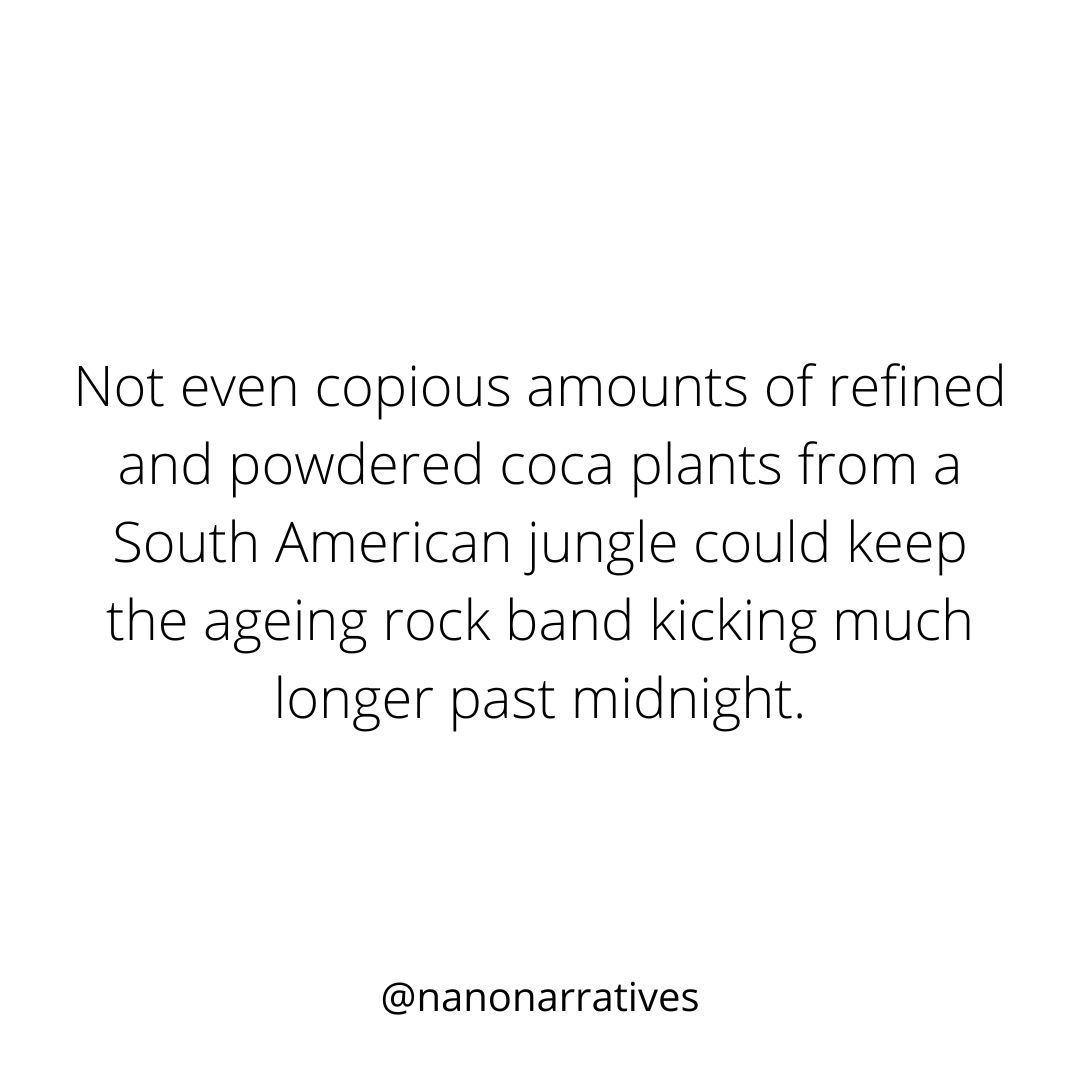 Not even copious amounts of refined
and powdered coca plants from a
South American jungle could keep
the ageing rock band kicking much
longer past midnight.
@nanonarratives